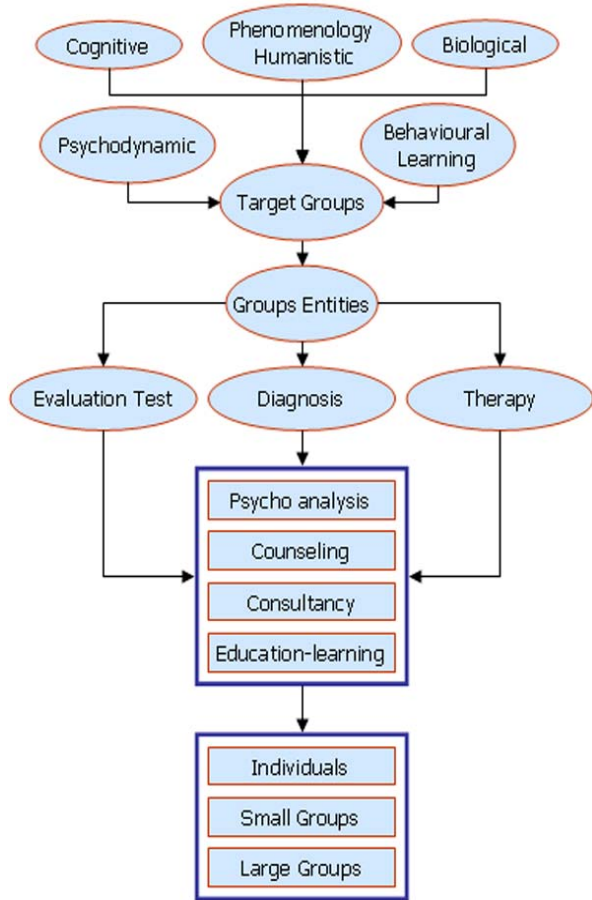 Cognitive
Phenomenology
Humanistic
Biological
Psychodynamic
Behavioural
Learning
Target Groups
Groups Entities
Evaluation Test
Diagnosis
Therapy
Psycho analysis
Counseling
Consultancy
Education-learning
Individuals
Small Groups
Large Groups